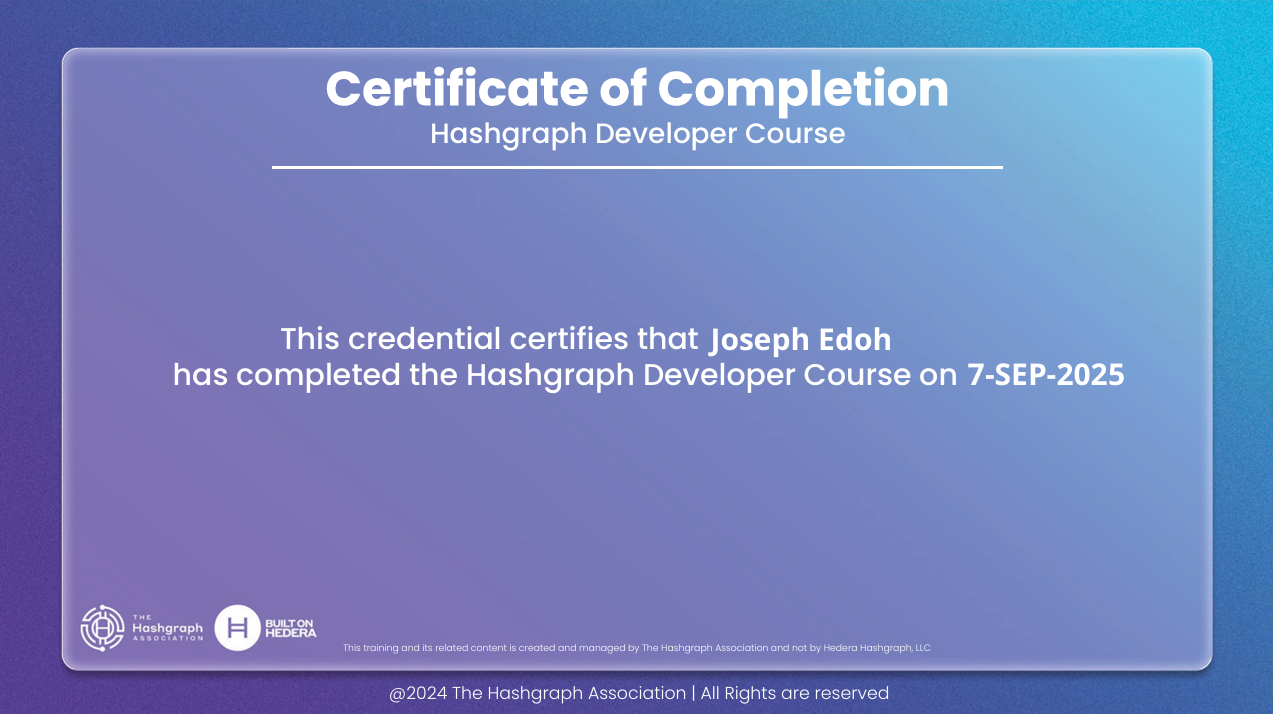 Certificate of Completion
Hashgraph Developer Course
This credential certifies that Joseph Edoh
has completed the Hashgraph Developer Course on 7-SEP-2025
THE
Hashgraph
ASSOCIATION
BUILT ON
HEDERA
This training and its related content is created and managed by The Hashgraph Association and not by Hedera Hashgraph, LLC
@2024 The Hashgraph Association | All Rights are reserved